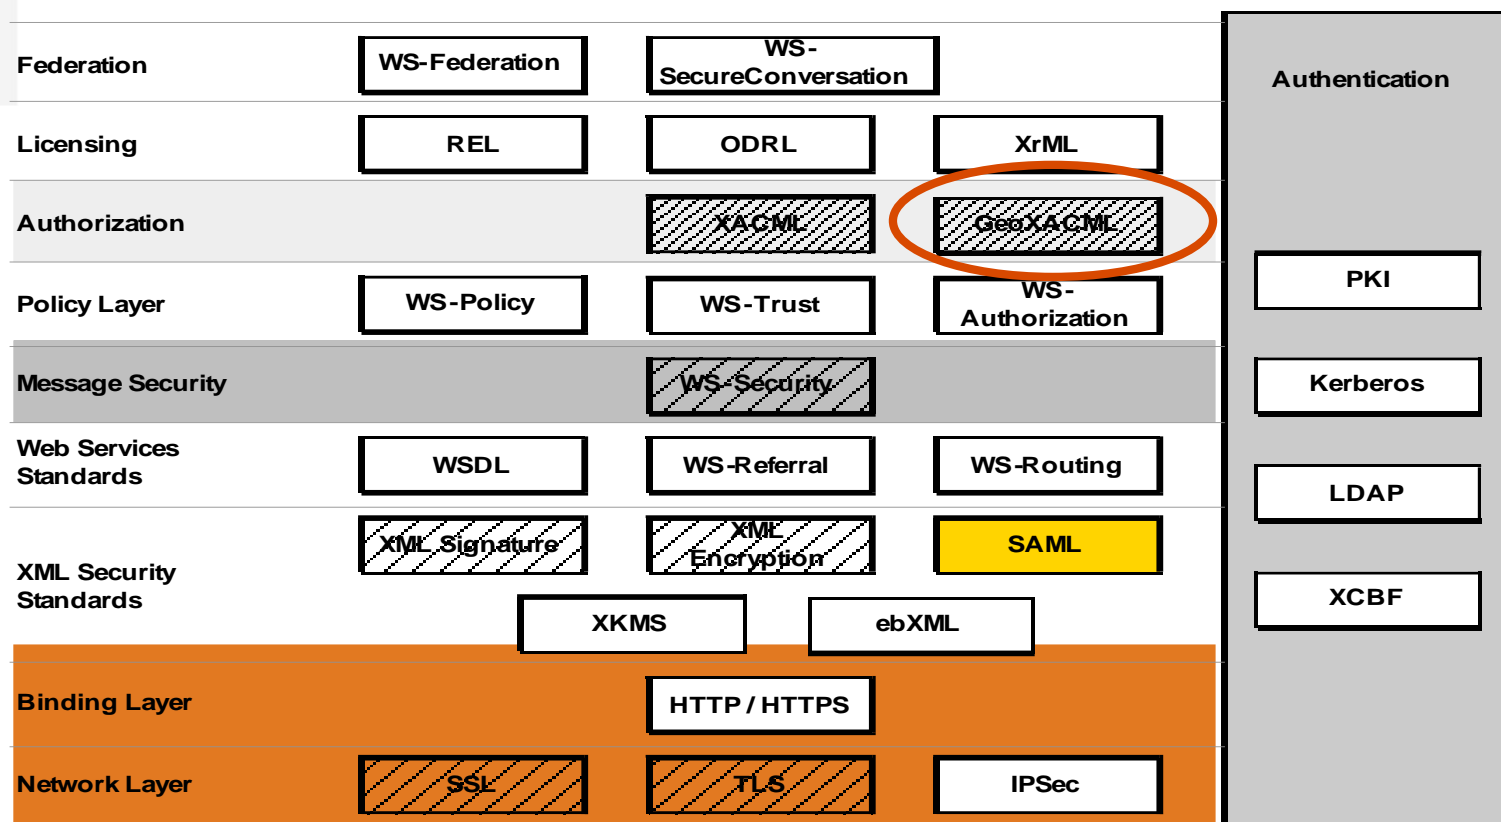 Federation
WS-Federation
WS-
SecureConversation
Authentication
Licensing
REL
ODRL
XrML
Authorization
XACML
GeoXACML
Policy Layer
WS-Policy
WS-Trust
WS-
Authorization
PKI
Message Security
WS-Security
Kerberos
Web Services
Standards
WSDL
WS-Referral
WS-Routing
LDAP
XML Security
Standards
XML Signature
XML
Encryption
SAML
XKMS
ebXML
XCBF
Binding Layer
HTTP / HTTPS
Network Layer
SSL
TLS
IPSec